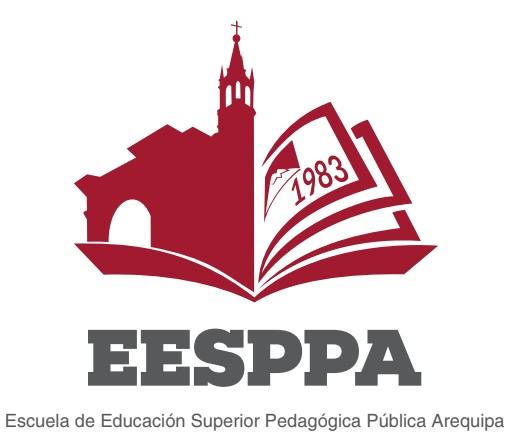 1983
EESPPA
Escuela de Educación Superior Pedagógica Pública Arequipa